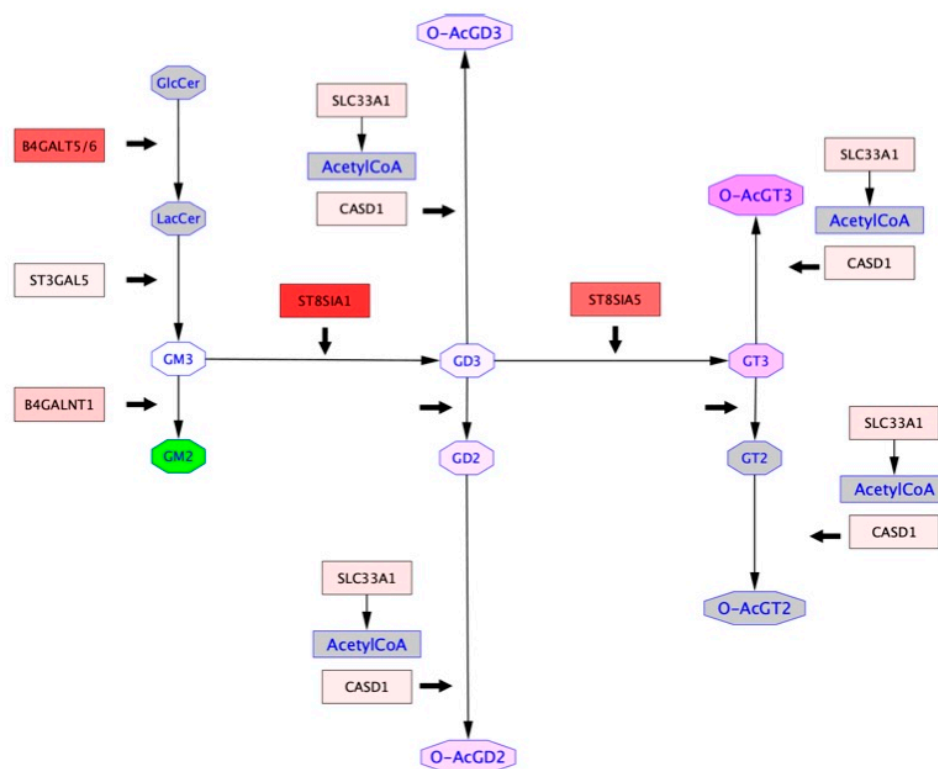 O-AcGD3
GlcCer
SLC33A1
B4GALT5/6
SLC33A1
AcetylCoA
O-AcGT3
CASD1
LacCer
AcetylCoA
CASD1
ST3GAL5
ST8SIA1
ST8SIA5
GM3
GD3
GT3
B4GALNT1
SLC33A1
GM2
GD2
GT2
AcetylCoA
CASD1
SLC33A1
O-AcGT2
AcetylCoA
CASD1
O-AcGD2